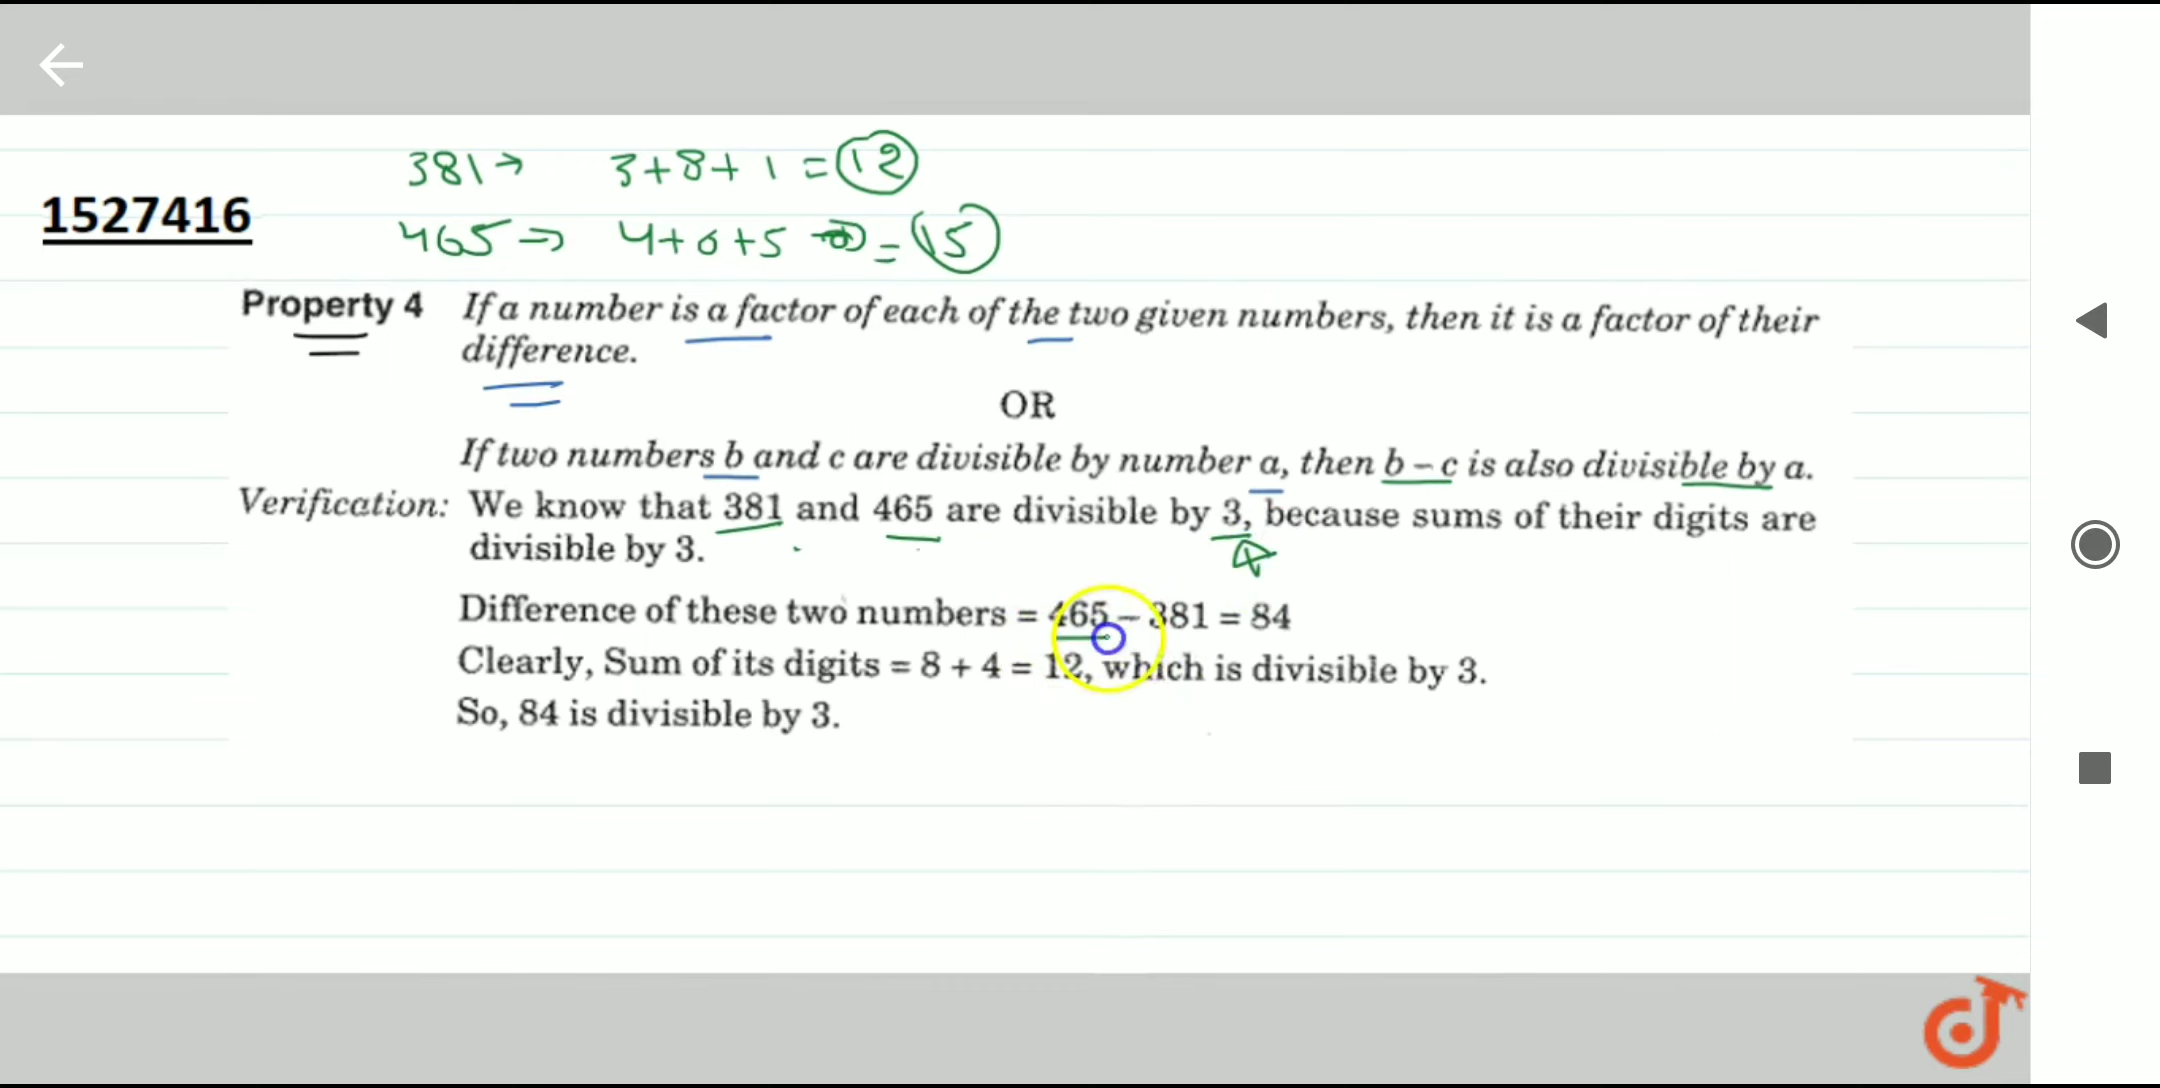 381→ 3+8+1=12
1527416
465⇒ 4+6+5 =15
Property 4 If a number is a factor of each of the two given numbers, then it is a factor of their
difference.
OR
If two numbers b and c are divisible by number a, then b – c is also divisible by a.
Verification: We know that 381 and 465 are divisible by 3, because sums of their digits are
divisible by 3.
Difference of these two numbers = 465 – 381 = 84
Clearly, Sum of its digits = 8 + 4 = 12, which is divisible by 3.
So, 84 is divisible by 3.